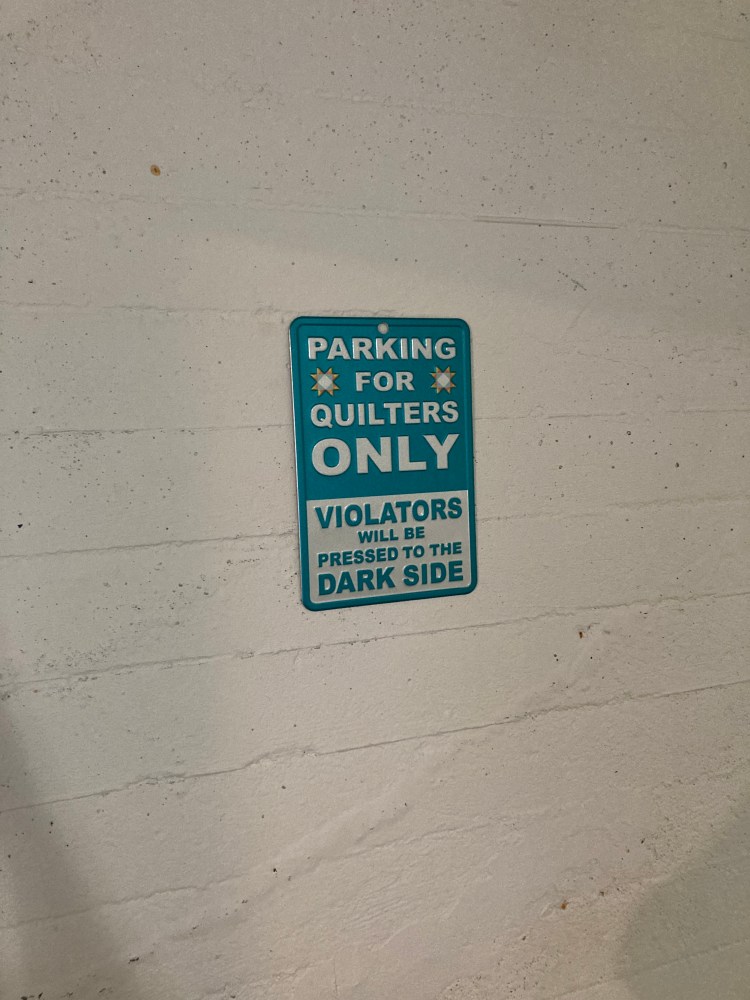 PARKING
FOR
QUILTERS
ONLY
VIOLATORS
WILL BE
PRESSED TO THE
DARK SIDE